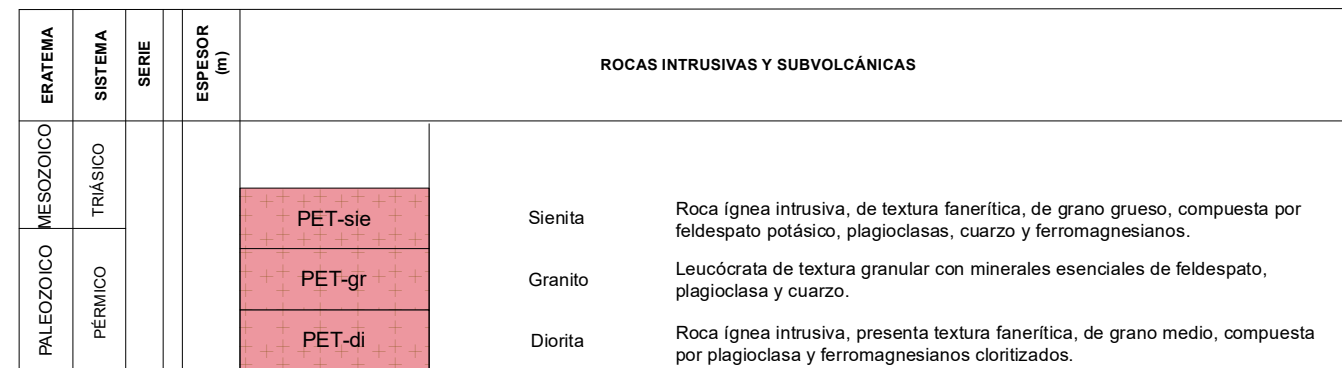 ERATEMA
SISTEMA
SERIE
ESPESOR
(m)
ROCAS INTRUSIVAS Y SUBVOLCÁNICAS
MESOZOICO
TRIÁSICO
PET-sie
Sienita
Roca ígnea intrusiva, de textura fanerítica, de grano grueso, compuesta por
feldespato potásico, plagioclasas, cuarzo y ferromagnesianos.
PALEOZOICO
PÉRMICO
PET-gr
Granito
Leucócrata de textura granular con minerales esenciales de feldespato,
plagioclasa y cuarzo.
PET-di
Diorita
Roca ígnea intrusiva, presenta textura fanerítica, de grano medio, compuesta
por plagioclasa y ferromagnesianos cloritizados.